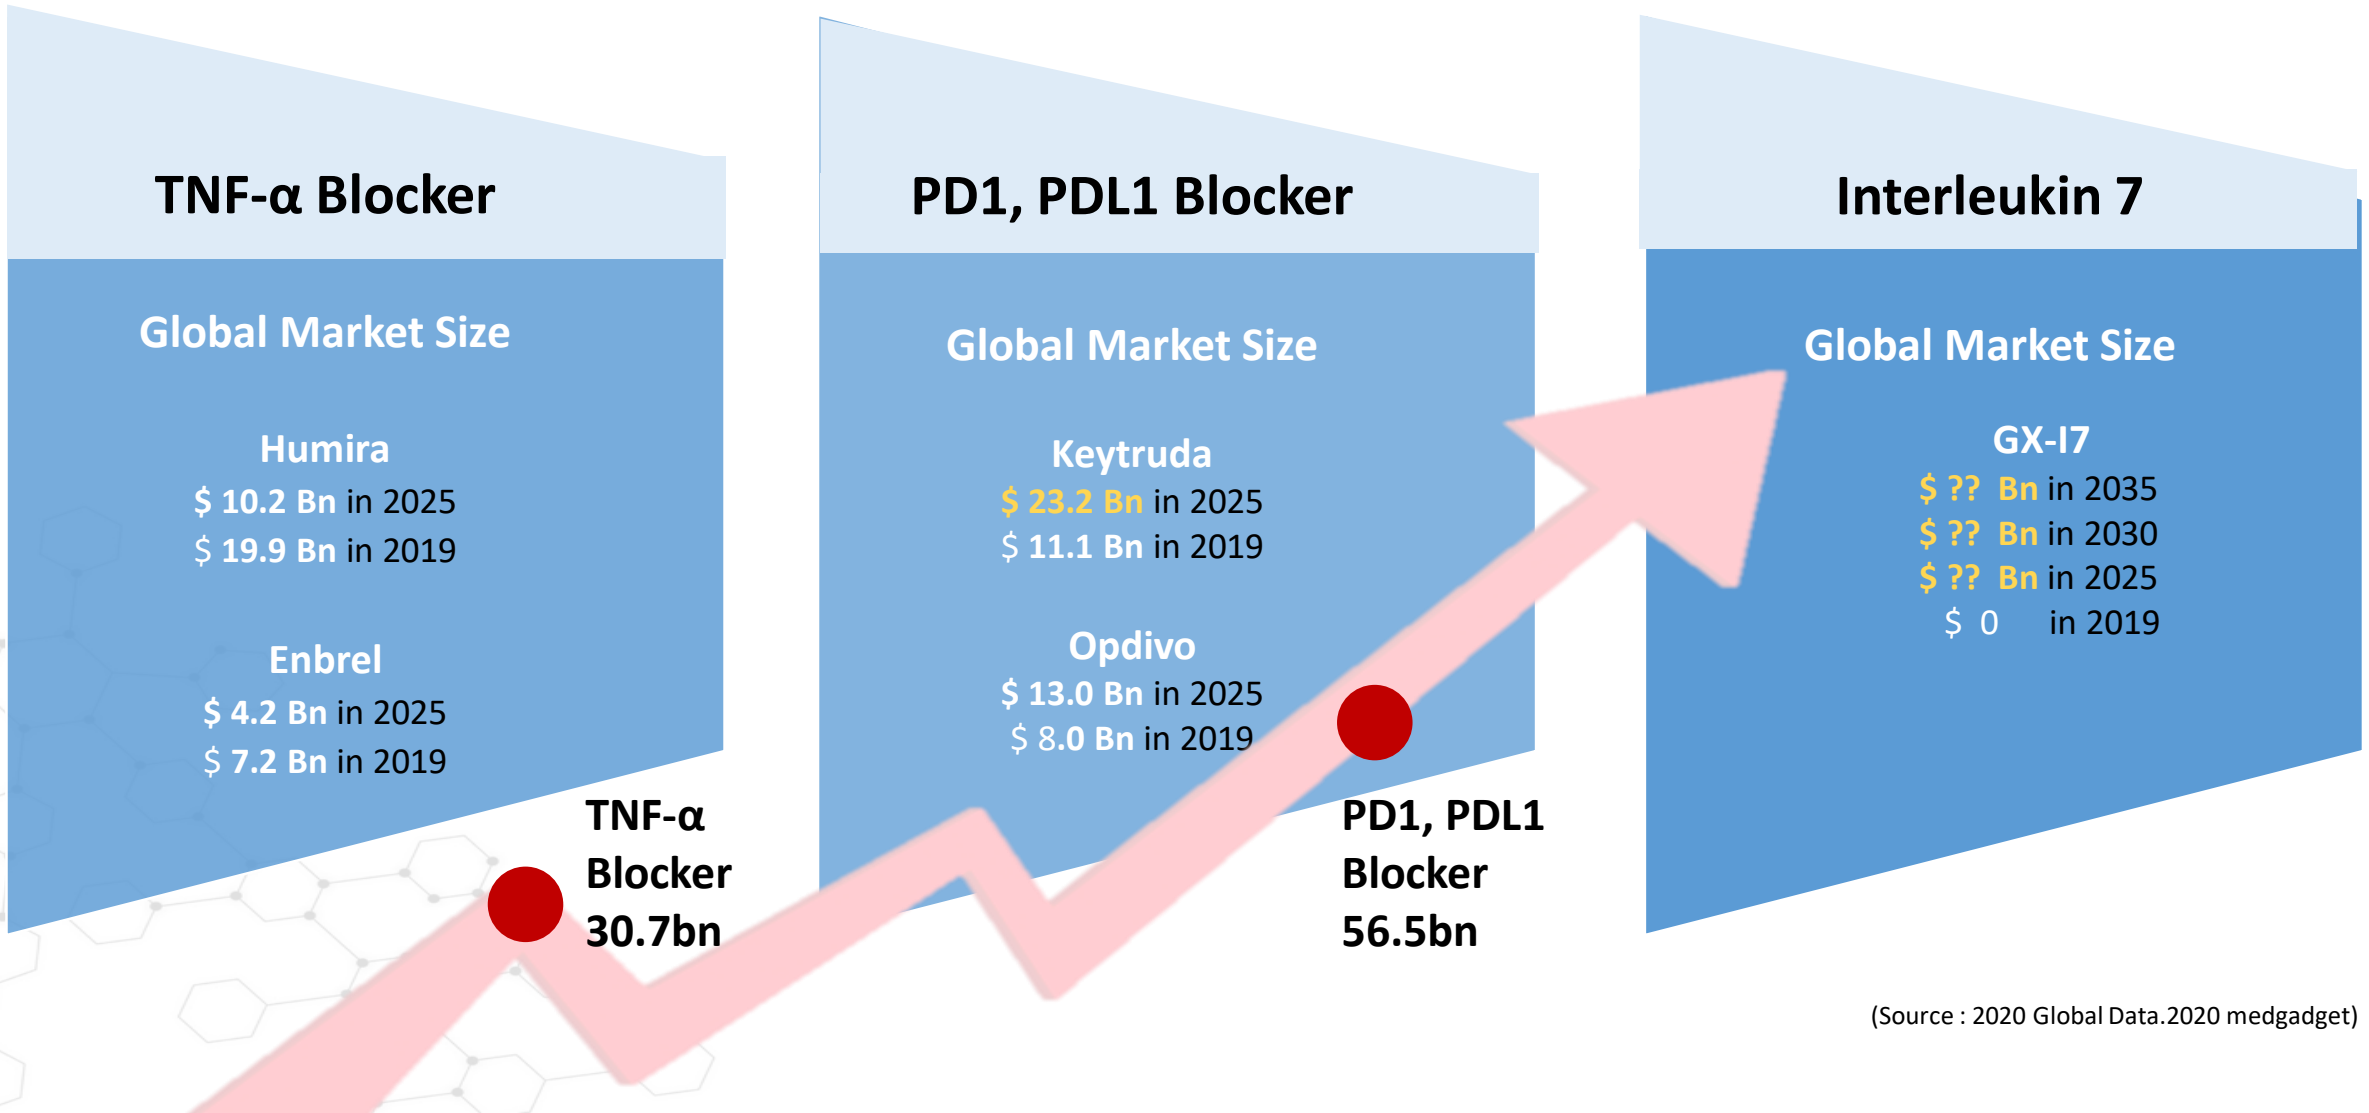 TNF-α Blocker
Global Market Size
Humira
$ 10.2 Bn in 2025
$ 19.9 Bn in 2019
Enbrel
$ 4.2 Bn in 2025
$ 7.2 Bn in 2019
TNF-α
Blocker
30.7bn
PD1, PDL1 Blocker
Global Market Size
Keytruda
$ 23.2 Bn in 2025
$ 11.1 Bn in 2019
Opdivo
$ 13.0 Bn in 2025
$ 8.0 Bn in 2019
PD1, PDL1
Blocker
56.5bn
Interleukin 7
Global Market Size
GX-I7
$ ?? Bn in 2035
$ ?? Bn in 2030
$ ?? Bn in 2025
$ 0 in 2019
(Source : 2020 Global Data.2020 medgadget)